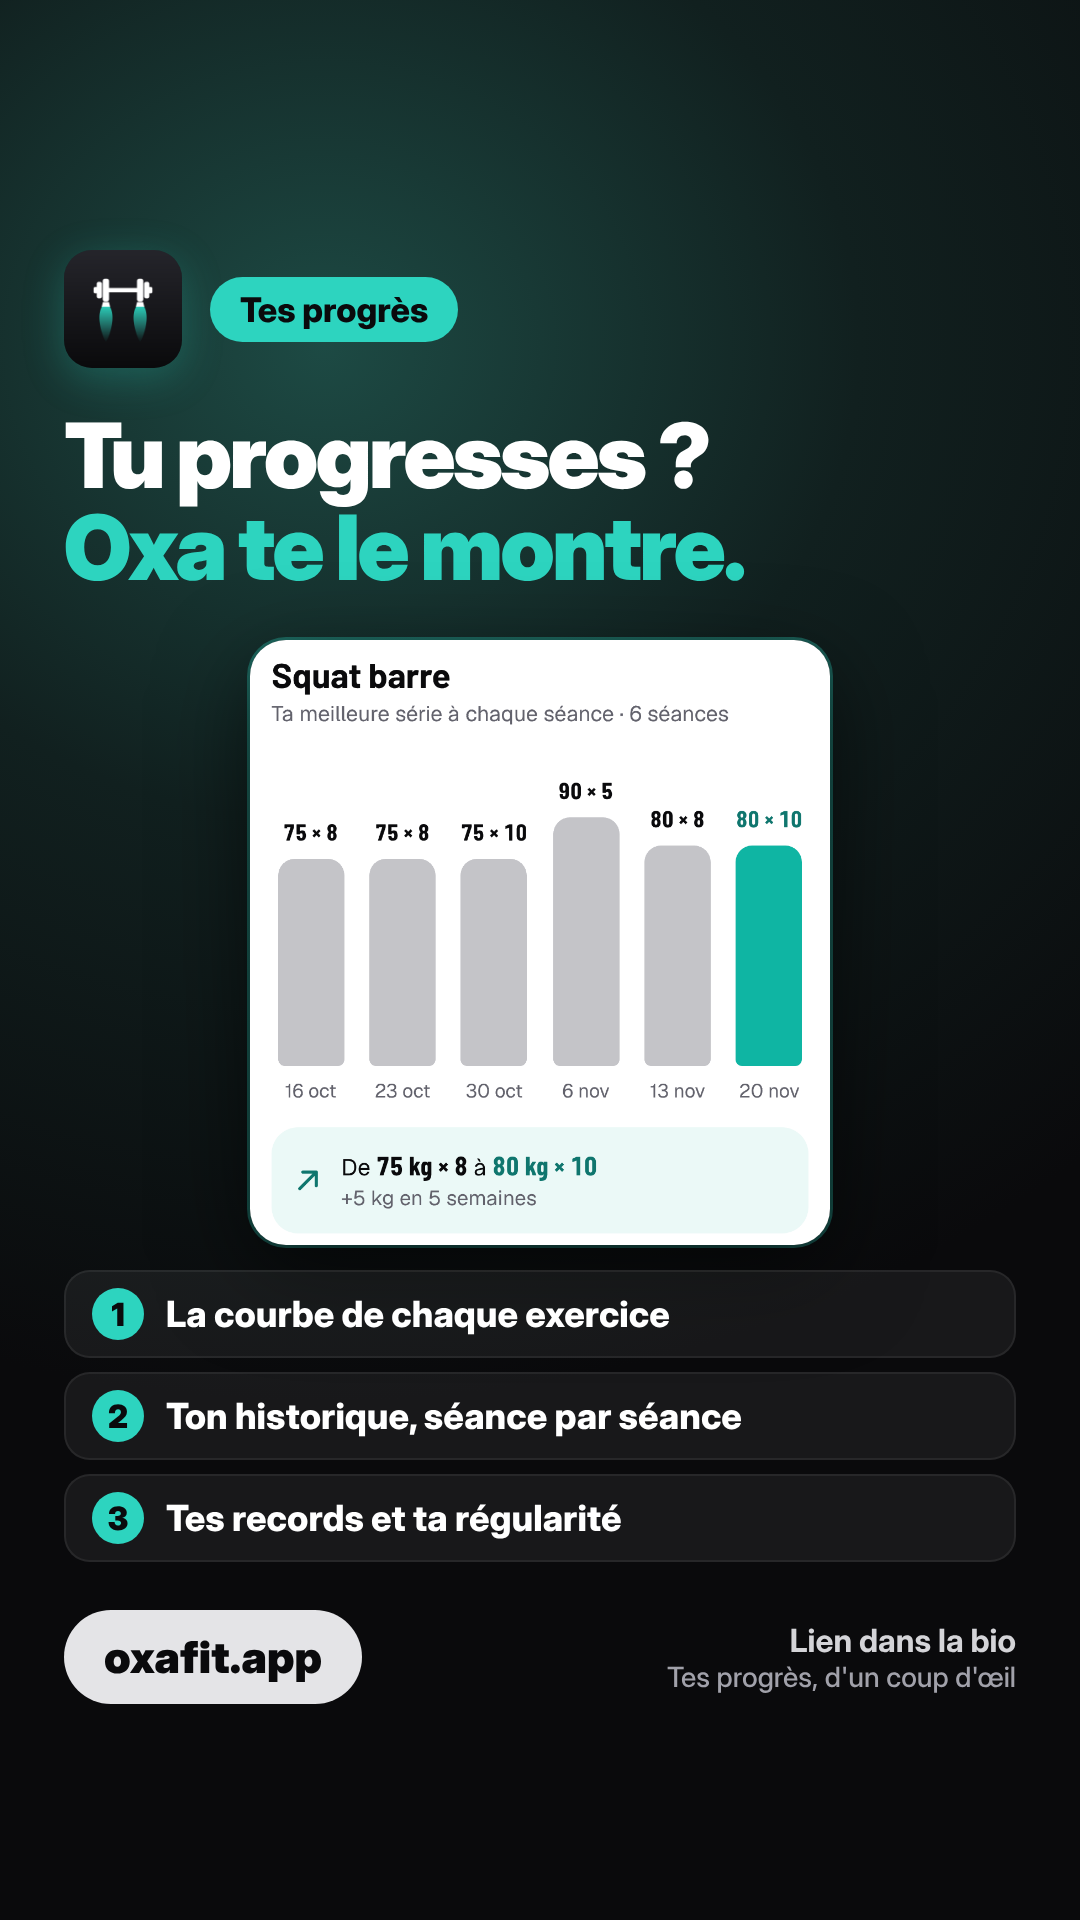 Tes progrès
Tu progresses ?
Oxa te le montre.
Squat barre
Ta meilleure série à chaque séance · 6 séances
75 × 8
75 × 8
75 × 10
90 × 5
80 × 8
80 × 10
16 oct
23 oct
30 oct
6 nov
13 nov
20 nov
De 75 kg × 8 à 80 kg × 10
+5 kg en 5 semaines
1 La courbe de chaque exercice
2 Ton historique, séance par séance
3 Tes records et ta régularité
oxafit.app
Lien dans la bio
Tes progrès, d'un coup d'œil